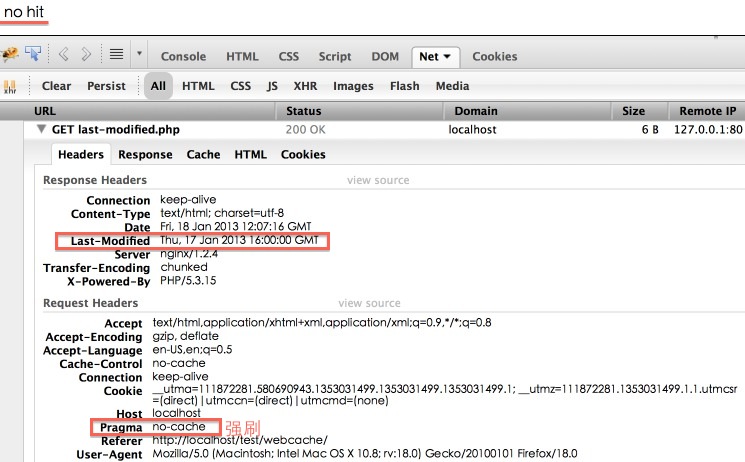 no hit
Console HTML CSS Script DOM Net Cookies
xhr Clear Persist All HTML CSS JS XHR Images Flash Media
URL Status Domain Size Remote IP
GET last-modified.php 200 OK localhost 6 B 127.0.0.1:80
Headers Response Cache HTML Cookies
Response Headers view source
Connection keep-alive
Content-Type text/html; charset=utf-8
Date Fri, 18 Jan 2013 12:07:16 GMT
Last-Modified Thu, 17 Jan 2013 16:00:00 GMT
Server nginx/1.2.4
Transfer-Encoding chunked
X-Powered-By PHP/5.3.15
Request Headers view source
Accept text/html,application/xhtml+xml,application/xml;q=0.9,*/*;q=0.8
Accept-Encoding gzip, deflate
Accept-Language en-US,en;q=0.5
Cache-Control no-cache
Connection keep-alive
Cookie __utma=111872281.580690943.1353031499.1353031499.1353031499.1; __utmz=111872281.1353031499.1.1.utmcsr
=(direct)|utmccn=(direct)|utmcmd=(none)
Host localhost
Pragma no-cache 强刷
Referer http://localhost/test/webcache/
User-Agent Mozilla/5.0 (Macintosh; Intel Mac OS X 10.8; rv:18.0) Gecko/20100101 Firefox/18.0